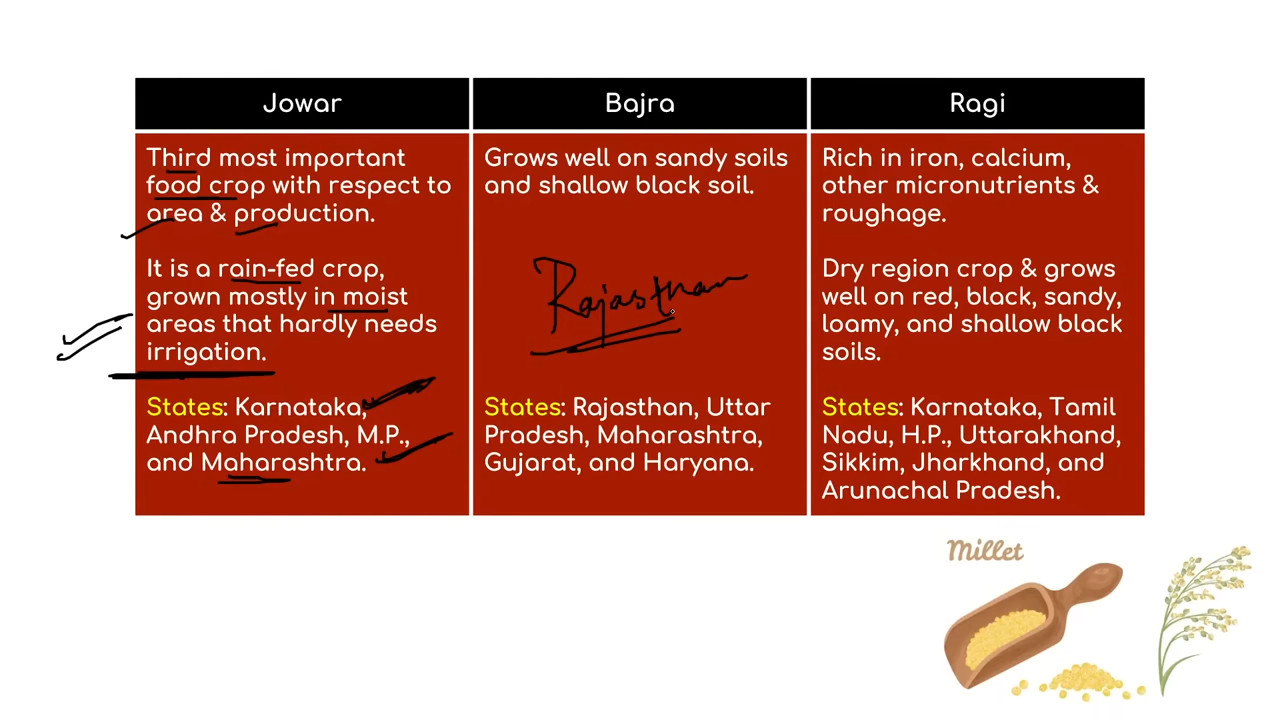 Jowar
Third most important
food crop with respect to
area & production.
It is a rain-fed crop,
grown mostly in moist
areas that hardly needs
irrigation.
States: Karnataka,
Andhra Pradesh, M.P.,
and Maharashtra.
Bajra
Grows well on sandy soils
and shallow black soil.
Rajasthan
States: Rajasthan, Uttar
Pradesh, Maharashtra,
Gujarat, and Haryana.
Ragi
Rich in iron, calcium,
other micronutrients &
roughage.
Dry region crop & grows
well on red, black, sandy,
loamy, and shallow black
soils.
States: Karnataka, Tamil
Nadu, H.P., Uttarakhand,
Sikkim, Jharkhand, and
Arunachal Pradesh.
Millet